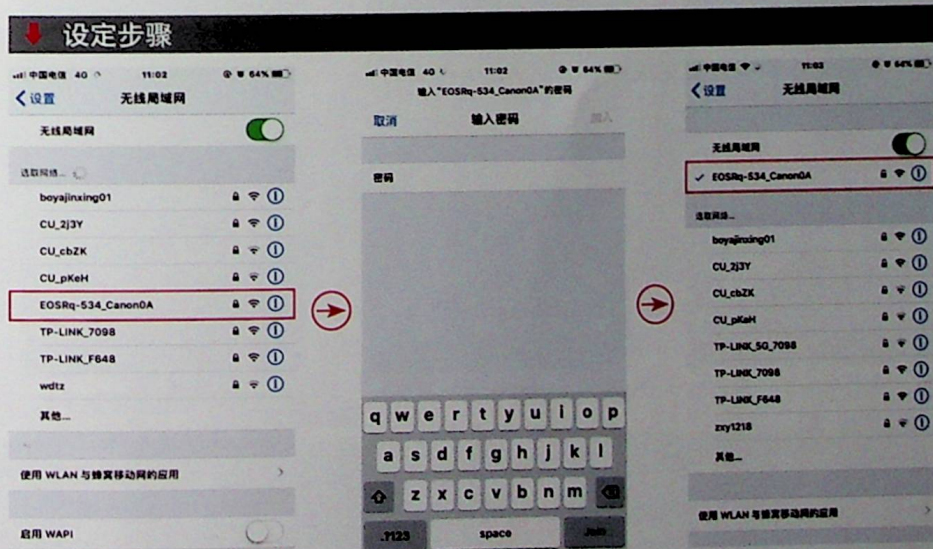 设定步骤
中国电信 4G 11:02 64%
设置 无线局域网
无线局域网
选取网络...
boyajinxing01
CU_2j3Y
CU_cbZK
CU_pKeH
EOSRq-534_Canon0A
TP-LINK_7098
TP-LINK_F648
wdtz
其他...
使用 WLAN 与蜂窝移动网的应用
启用 WAPI
中国电信 4G 11:02 64%
输入“EOSRq-534_Canon0A”的密码
取消 输入密码 加入
密码
q w e r t y u i o p
a s d f g h j k l
z x c v b n m
.?123 space Join
中国电信 11:03 64%
设置 无线局域网
无线局域网
EOSRq-534_Canon0A
选取网络...
boyajinxing01
CU_2j3Y
CU_cbZK
CU_pKeH
TP-LINK_5G_7098
TP-LINK_7098
TP-LINK_F648
zxy1218
其他...
使用 WLAN 与蜂窝移动网的应用